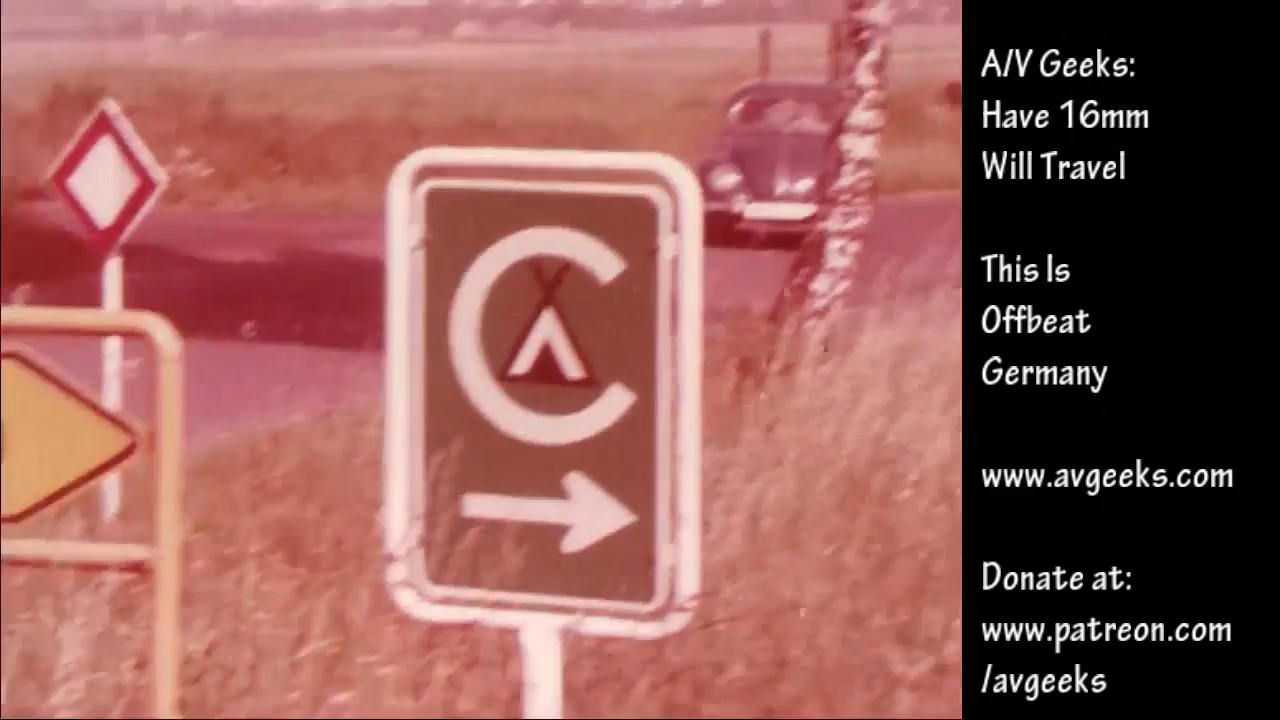 C
A/V Geeks:
Have 16mm
Will Travel
This Is
Offbeat
Germany
www.avgeeks.com
Donate at:
www.patreon.com
/avgeeks